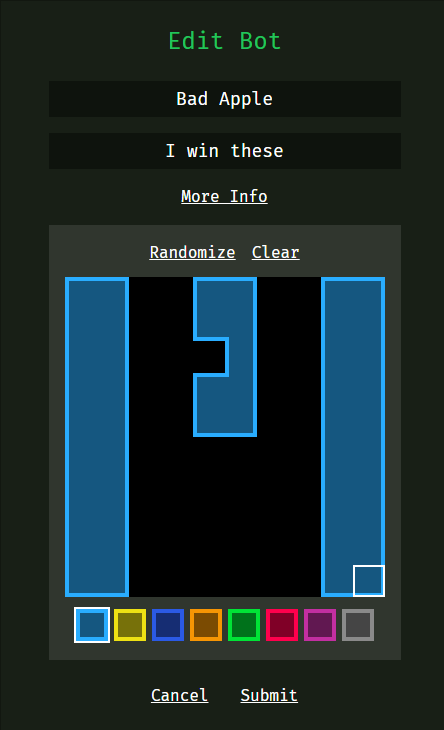 Edit Bot
Bad Apple
I win these
More Info
Randomize Clear
Cancel Submit